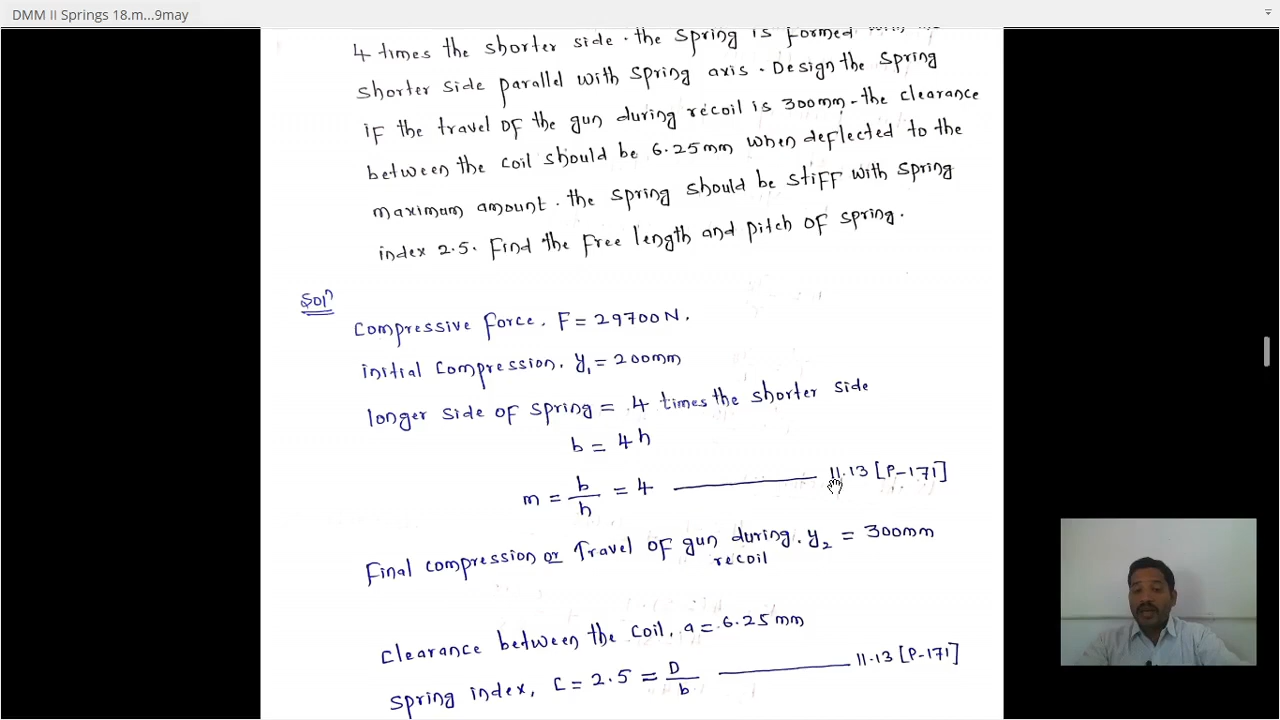 DMM II Springs 18.m...9may
4 times the shorter side. the spring is formed with the
shorter side parallel with spring axis. Design the spring
if the travel of the gun during recoil is 300mm. the clearance
between the coil should be 6.25mm when deflected to the
maximum amount. the spring should be stiff with spring
index 2.5. Find the free length and pitch of spring.
Solⁿ
Compressive force. F = 29700N.
initial compression. y₁ = 200mm
longer side of spring = 4 times the shorter side
b = 4h
m = b/h = 4 ——— 11.13 [P-171]
Final compression or Travel of gun during. y₂ = 300mm
recoil
Clearance between the coil, a = 6.25mm
Spring index, C = 2.5 = D/b ——— 11.13 [P-171]